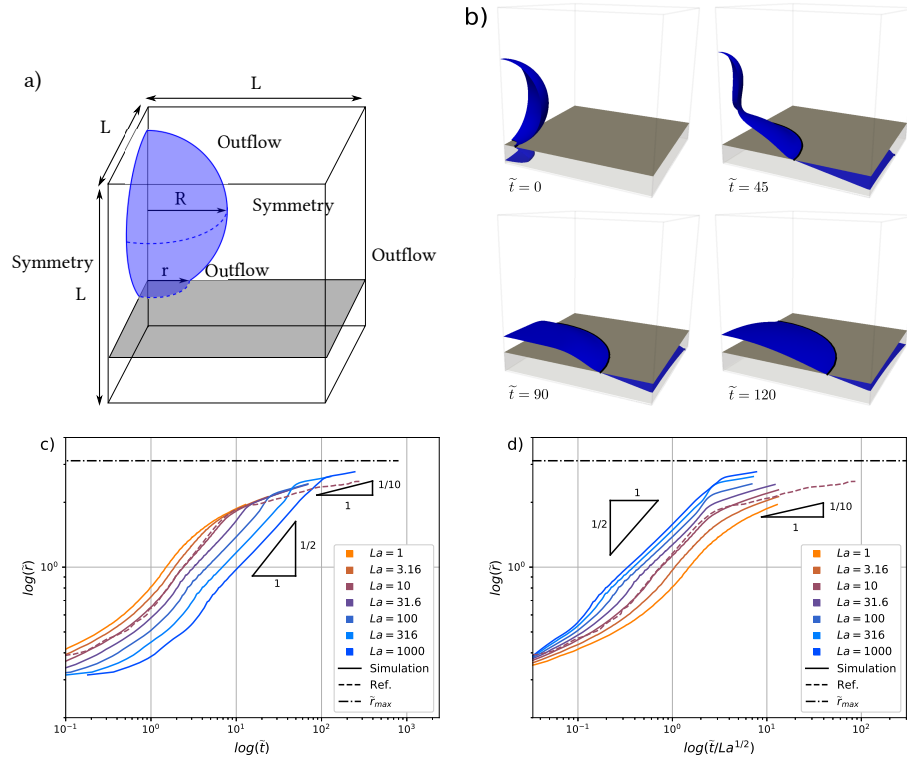 a)
L
L
Outflow
R
Symmetry
Symmetry
r
Outflow
Outflow
L
b)
t̃ = 0
t̃ = 45
t̃ = 90
t̃ = 120
c)
1/10
1
1/2
1
10⁰
log(r̃)
La = 1
La = 3.16
La = 10
La = 31.6
La = 100
La = 316
La = 1000
Simulation
Ref.
r̃max
10⁻¹
10⁰
10¹
10²
10³
log(t̃)
d)
1
1/2
1/10
1
10⁰
log(r̃)
La = 1
La = 3.16
La = 10
La = 31.6
La = 100
La = 316
La = 1000
Simulation
Ref.
r̃max
10⁻¹
10⁰
10¹
10²
log(t̃/La¹ᐟ²)